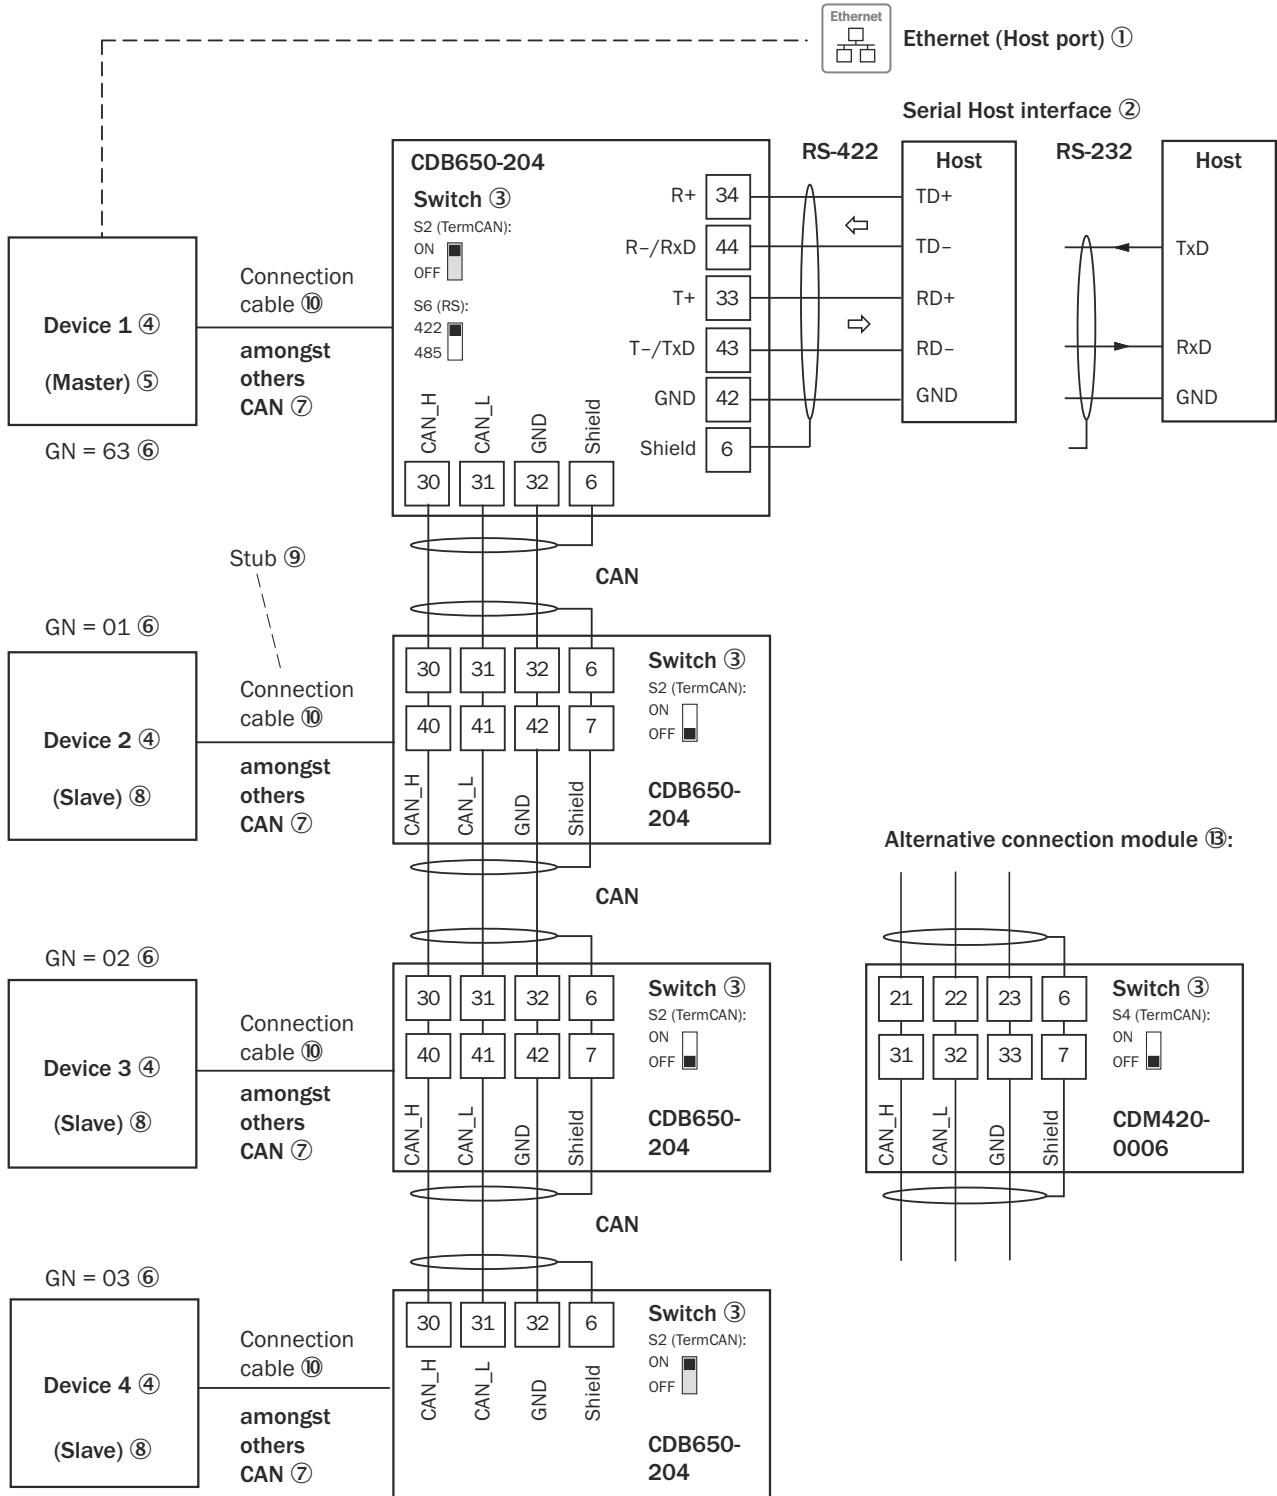 Ethernet
Ethernet (Host port) ①
Serial Host interface ②
CDB650-204
Switch ③
S2 (TermCAN):
ON
OFF
S6 (RS):
422
485
R+ 34
R–/RxD 44
T+ 33
T–/TxD 43
GND 42
Shield 6
RS-422
Host
TD+
TD–
RD+
RD–
GND
RS-232
Host
TxD
RxD
GND
CAN_H
CAN_L
GND
Shield
30 31 32 6
Device 1 ④
(Master) ⑤
GN = 63 ⑥
Connection
cable ⑩
amongst
others
CAN ⑦
CAN
Stub ⑨
GN = 01 ⑥
Device 2 ④
(Slave) ⑧
Connection
cable ⑩
amongst
others
CAN ⑦
30 31 32 6
40 41 42 7
CAN_H
CAN_L
GND
Shield
Switch ③
S2 (TermCAN):
ON
OFF
CDB650-
204
CAN
GN = 02 ⑥
Device 3 ④
(Slave) ⑧
Connection
cable ⑩
amongst
others
CAN ⑦
30 31 32 6
40 41 42 7
CAN_H
CAN_L
GND
Shield
Switch ③
S2 (TermCAN):
ON
OFF
CDB650-
204
CAN
Alternative connection module ⑬:
21 22 23 6
31 32 33 7
CAN_H
CAN_L
GND
Shield
Switch ③
S4 (TermCAN):
ON
OFF
CDM420-
0006
GN = 03 ⑥
Device 4 ④
(Slave) ⑧
Connection
cable ⑩
amongst
others
CAN ⑦
30 31 32 6
CAN_H
CAN_L
GND
Shield
Switch ③
S2 (TermCAN):
ON
OFF
CDB650-
204